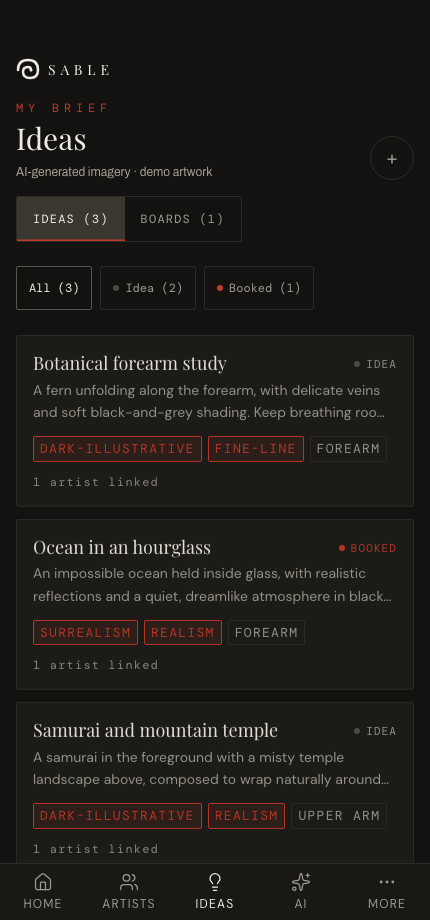 SABLE
MY BRIEF
Ideas
AI-generated imagery · demo artwork
+
IDEAS (3) BOARDS (1)
All (3) Idea (2) Booked (1)
Botanical forearm study IDEA
A fern unfolding along the forearm, with delicate veins
and soft black-and-grey shading. Keep breathing roo...
DARK-ILLUSTRATIVE FINE-LINE FOREARM
1 artist linked
Ocean in an hourglass BOOKED
An impossible ocean held inside glass, with realistic
reflections and a quiet, dreamlike atmosphere in black...
SURREALISM REALISM FOREARM
1 artist linked
Samurai and mountain temple IDEA
A samurai in the foreground with a misty temple
landscape above, composed to wrap naturally around...
DARK-ILLUSTRATIVE REALISM UPPER ARM
1 artist linked
HOME ARTISTS IDEAS AI MORE